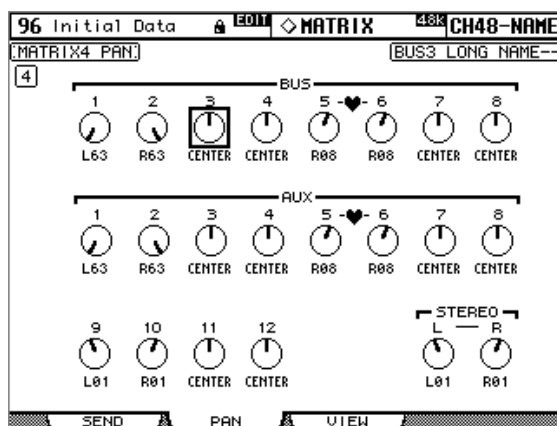 96 Initial Data EDIT MATRIX 48K CH48-NAME
MATRIX4 PAN BUS3 LONG NAME--
4
BUS
1 2 3 4 5 - - 6 7 8
L63 R63 CENTER CENTER R08 R08 CENTER CENTER
AUX
1 2 3 4 5 - - 6 7 8
L63 R63 CENTER CENTER R08 R08 CENTER CENTER
STEREO
9 10 11 12 L — R
L01 R01 CENTER CENTER L01 R01
SEND PAN VIEW